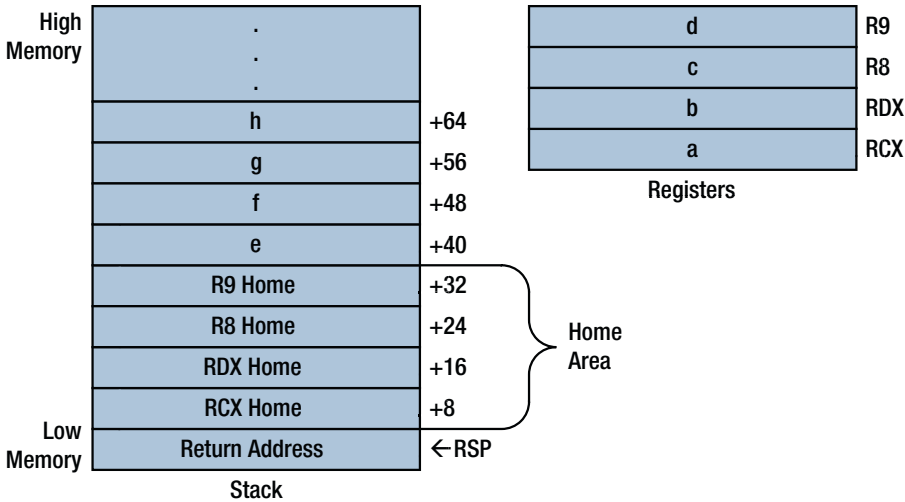 High
Memory
.
.
.
h
+64
g
+56
f
+48
e
+40
R9 Home
+32
R8 Home
+24
RDX Home
+16
RCX Home
+8
Low
Memory
Return Address
←RSP
Stack
Home
Area
d
R9
c
R8
b
RDX
a
RCX
Registers